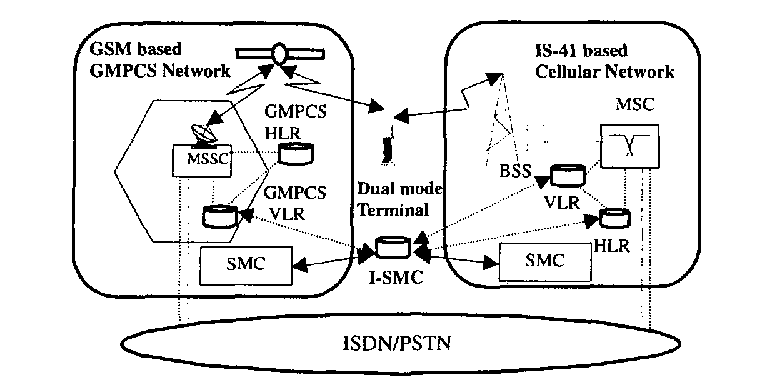 GSM based
GMPCS Network
IS-41 based
Cellular Network
MSC
GMPCS
HLR
MSSC
BSS
GMPCS
VLR
Dual mode
Terminal
VLR
HLR
SMC
I-SMC
SMC
ISDN/PSTN